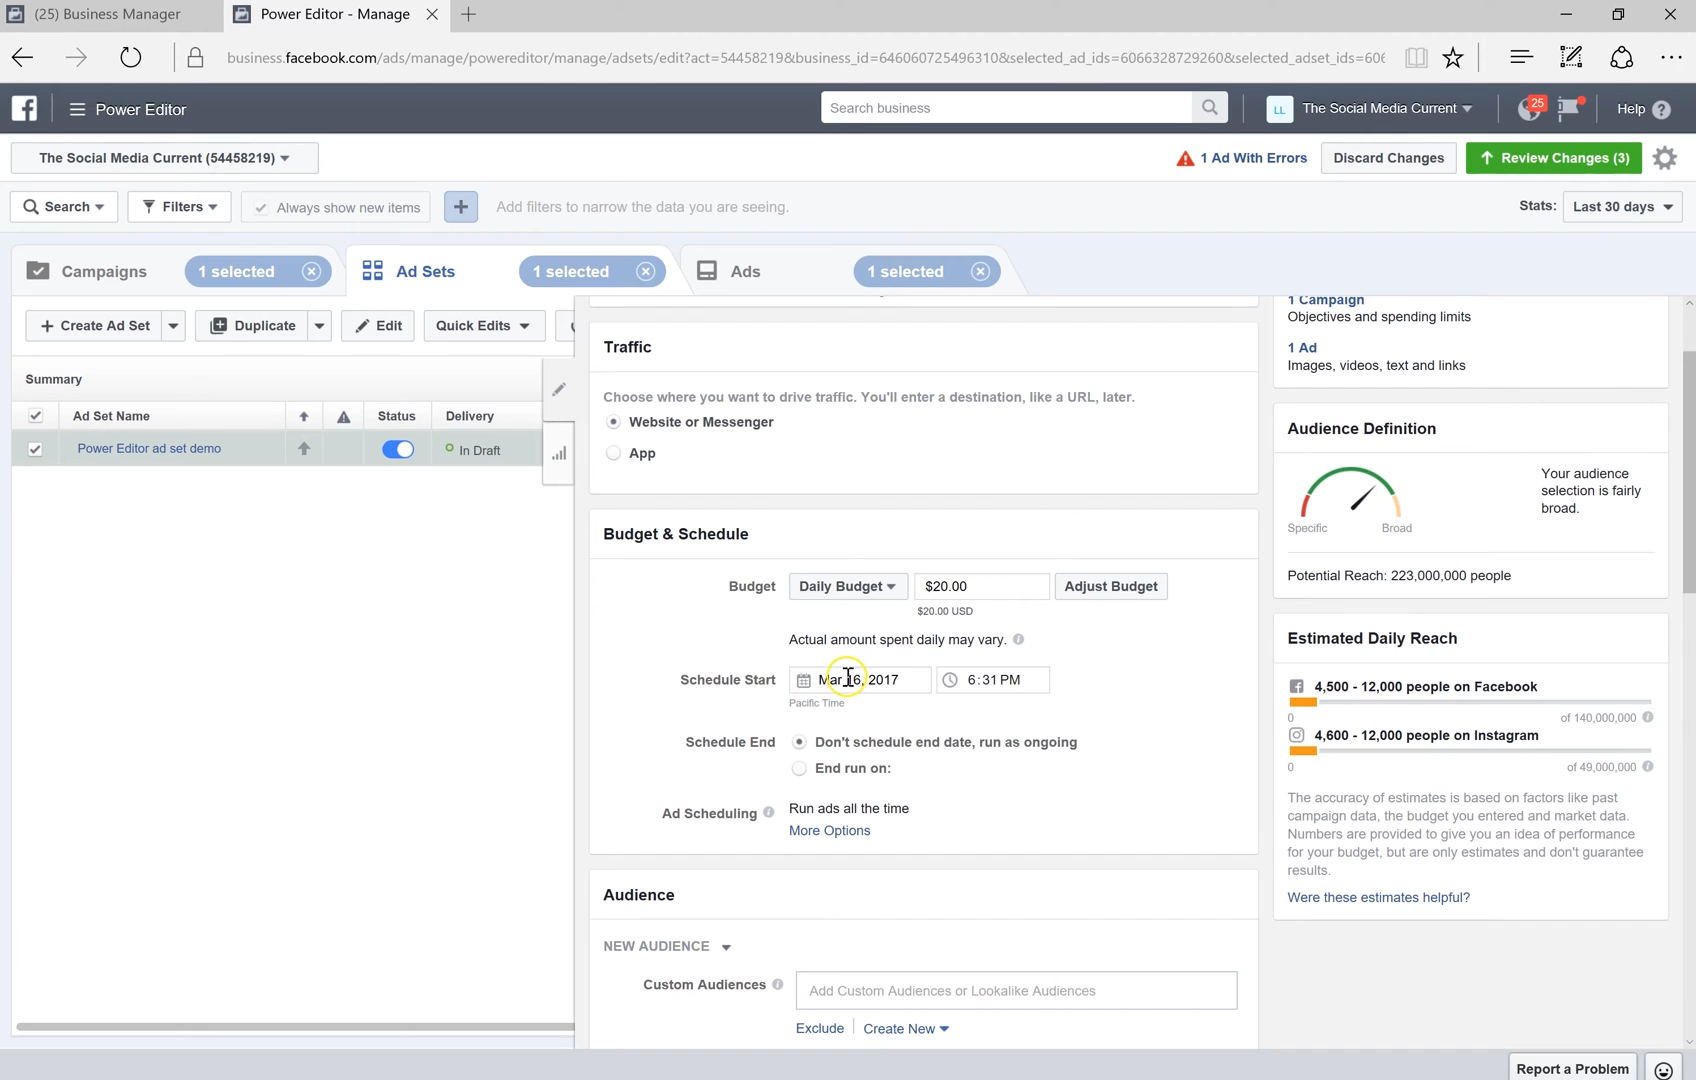 (25) Business Manager
Power Editor - Manage
business.facebook.com/ads/manage/powereditor/manage/adsets/edit?act=54458219&business_id=646060725496310&selected_ad_ids=6066328729260&selected_adset_ids=606
Power Editor
Search business
LL
The Social Media Current
25
Help
The Social Media Current (54458219)
1 Ad With Errors
Discard Changes
Review Changes (3)
Search
Filters
Always show new items
Add filters to narrow the data you are seeing.
Stats:
Last 30 days
Campaigns
1 selected
Ad Sets
1 selected
Ads
1 selected
+ Create Ad Set
Duplicate
Edit
Quick Edits
Summary
Ad Set Name
Status
Delivery
Power Editor ad set demo
In Draft
Traffic
Choose where you want to drive traffic. You'll enter a destination, like a URL, later.
Website or Messenger
App
Budget & Schedule
Budget
Daily Budget
$20.00
Adjust Budget
$20.00 USD
Actual amount spent daily may vary.
Schedule Start
Mar 16, 2017
6:31PM
Pacific Time
Schedule End
Don't schedule end date, run as ongoing
End run on:
Ad Scheduling
Run ads all the time
More Options
Audience
NEW AUDIENCE
Custom Audiences
Add Custom Audiences or Lookalike Audiences
Exclude
Create New
1 Campaign
Objectives and spending limits
1 Ad
Images, videos, text and links
Audience Definition
Specific
Broad
Your audience
selection is fairly
broad.
Potential Reach: 223,000,000 people
Estimated Daily Reach
4,500 - 12,000 people on Facebook
0
of 140,000,000
4,600 - 12,000 people on Instagram
0
of 49,000,000
The accuracy of estimates is based on factors like past
campaign data, the budget you entered and market data.
Numbers are provided to give you an idea of performance
for your budget, but are only estimates and don't guarantee
results.
Were these estimates helpful?
Report a Problem